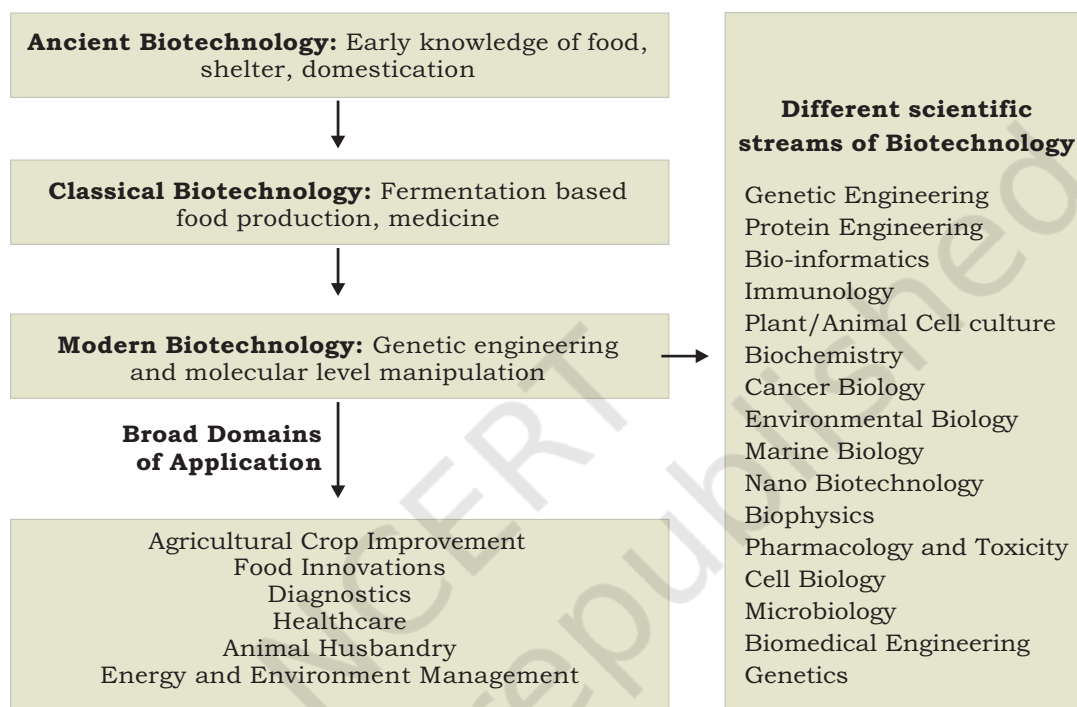 Ancient Biotechnology: Early knowledge of food,
shelter, domestication
Classical Biotechnology: Fermentation based
food production, medicine
Modern Biotechnology: Genetic engineering
and molecular level manipulation
Broad Domains
of Application
Agricultural Crop Improvement
Food Innovations
Diagnostics
Healthcare
Animal Husbandry
Energy and Environment Management
Different scientific
streams of Biotechnology
Genetic Engineering
Protein Engineering
Bio-informatics
Immunology
Plant/Animal Cell culture
Biochemistry
Cancer Biology
Environmental Biology
Marine Biology
Nano Biotechnology
Biophysics
Pharmacology and Toxicity
Cell Biology
Microbiology
Biomedical Engineering
Genetics
NCERT
republished